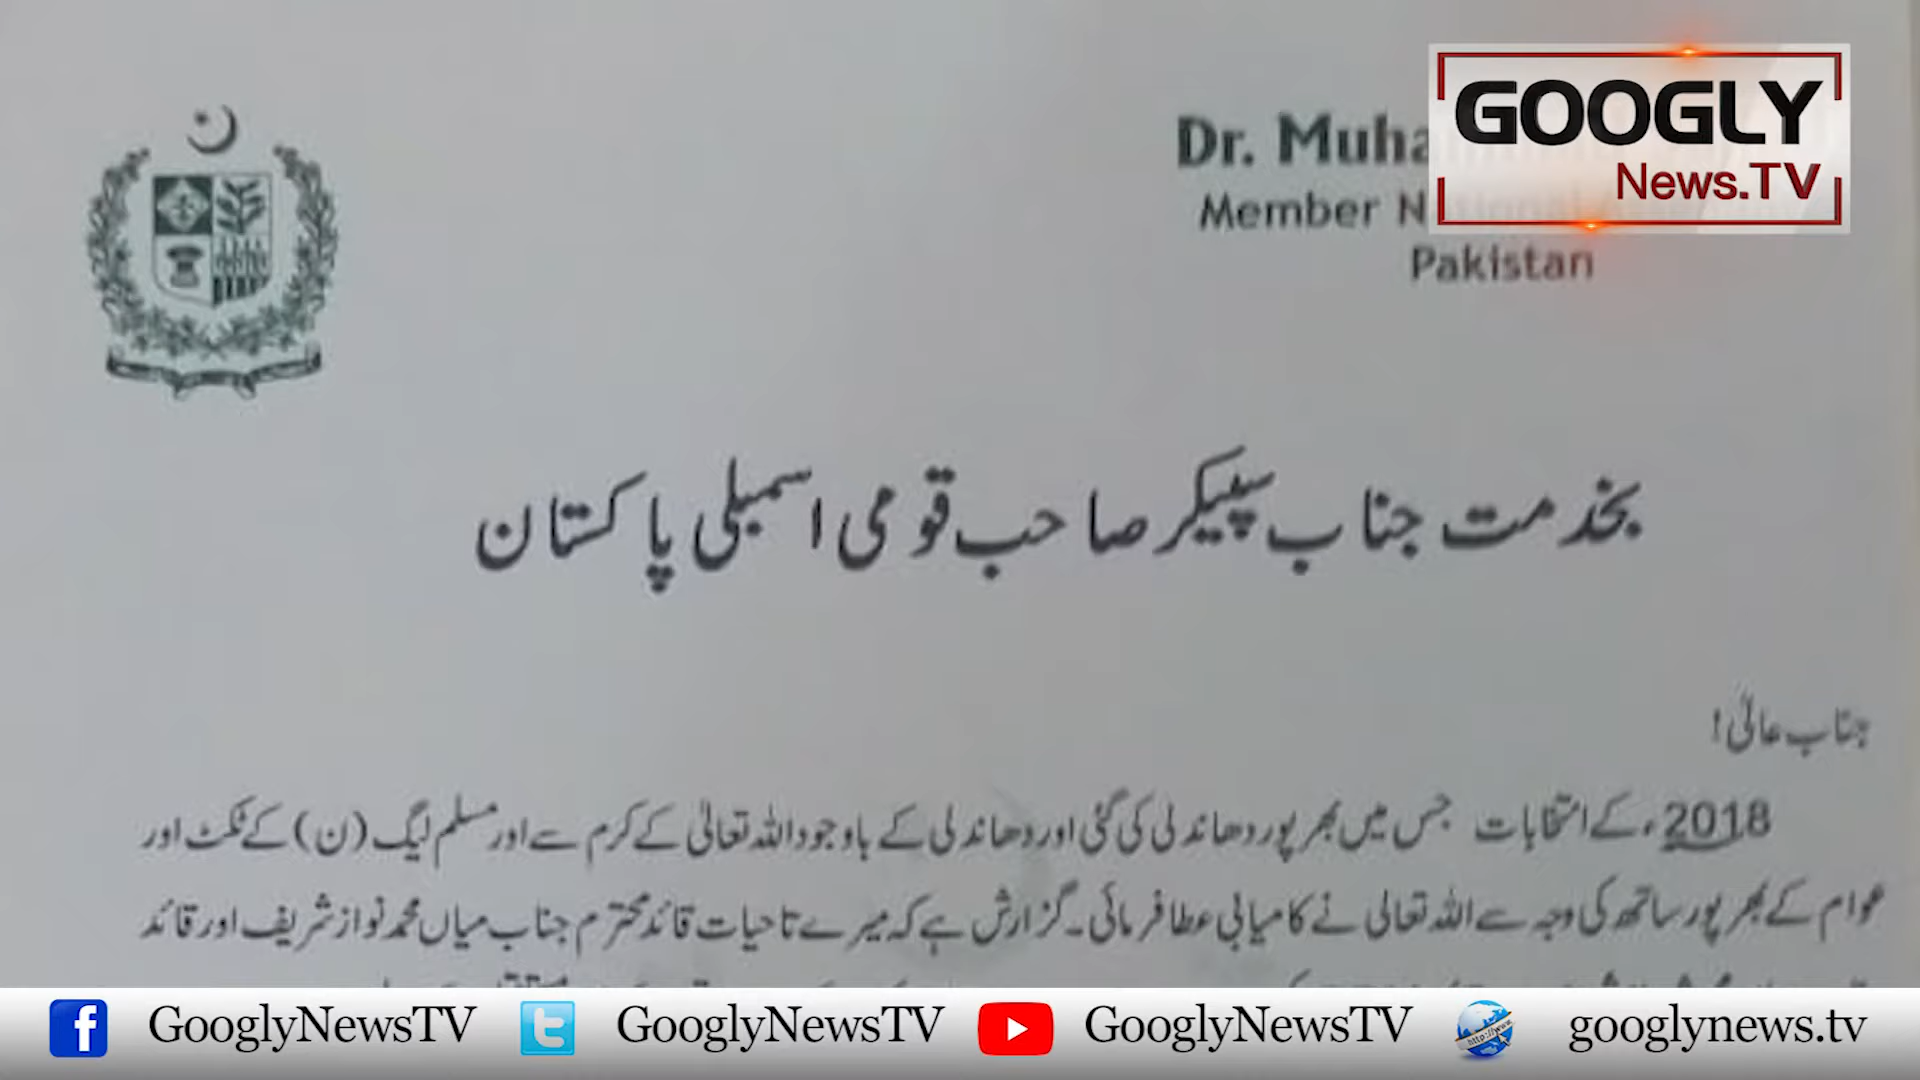 GOOGLY
News.TV
Dr. Muha
Member National
Pakistan
بخدمت جناب سپیکر صاحب قومی اسمبلی پاکستان
جناب عالیٰ!
2018ء کے انتخابات جس میں بھرپور دھاندلی کی گئی اور دھاندلی کے باوجود اللہ تعالیٰ کے کرم سے اور مسلم لیگ (ن) کے ٹکٹ اور
عوام کے بھرپور ساتھ کی وجہ سے اللہ تعالی نے کامیابی عطا فرمائی۔ گزارش ہے کہ میرے تاحیات قائد محترم جناب میاں محمد نواز شریف اور قائد
GooglyNewsTV GooglyNewsTV GooglyNewsTV googlynews.tv